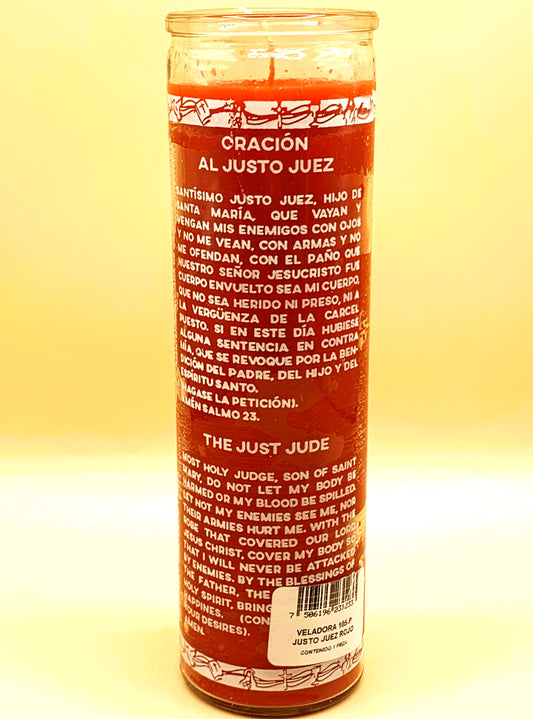 ORACIÓN
AL JUSTO JUEZ
SANTÍSIMO JUSTO JUEZ, HIJO DE
SANTA MARÍA, QUE VAYAN Y
VENGAN MIS ENEMIGOS CON OJOS
Y NO ME VEAN, CON ARMAS Y NO
ME OFENDAN, CON EL PAÑO QUE
NUESTRO SEÑOR JESUCRISTO FUE
CUERPO ENVUELTO SEA MI CUERPO,
QUE NO SEA HERIDO NI PRESO, NI A
LA VERGÜENZA DE LA CARCEL
PUESTO. SI EN ESTE DÍA HUBIESE
ALGUNA SENTENCIA EN CONTRA
MÍA, QUE SE REVOQUE POR LA BEN-
DICIÓN DEL PADRE, DEL HIJO Y DEL
ESPÍRITU SANTO.
(HAGASE LA PETICIÓN).
AMÉN SALMO 23.
THE JUST JUDE
MOST HOLY JUDGE, SON OF SAINT
MARY, DO NOT LET MY BODY BE
HARMED OR MY BLOOD BE SPILLED.
LET NOT MY ENEMIES SEE ME, NOR
THEIR ARMIES HURT ME. WITH THE
ROBE THAT COVERED OUR LORD
JESUS CHRIST, COVER MY BODY SO
THAT I WILL NEVER BE ATTACKED
BY ENEMIES. BY THE BLESSINGS OF
THE FATHER, THE
HOLY SPIRIT, BRING
HAPPINES. (CON
YOUR DESIRES).
AMEN.
7 506196 203223
VELADORA 186-P
JUSTO JUEZ ROJO
CONTENIDO 1 PIEZA